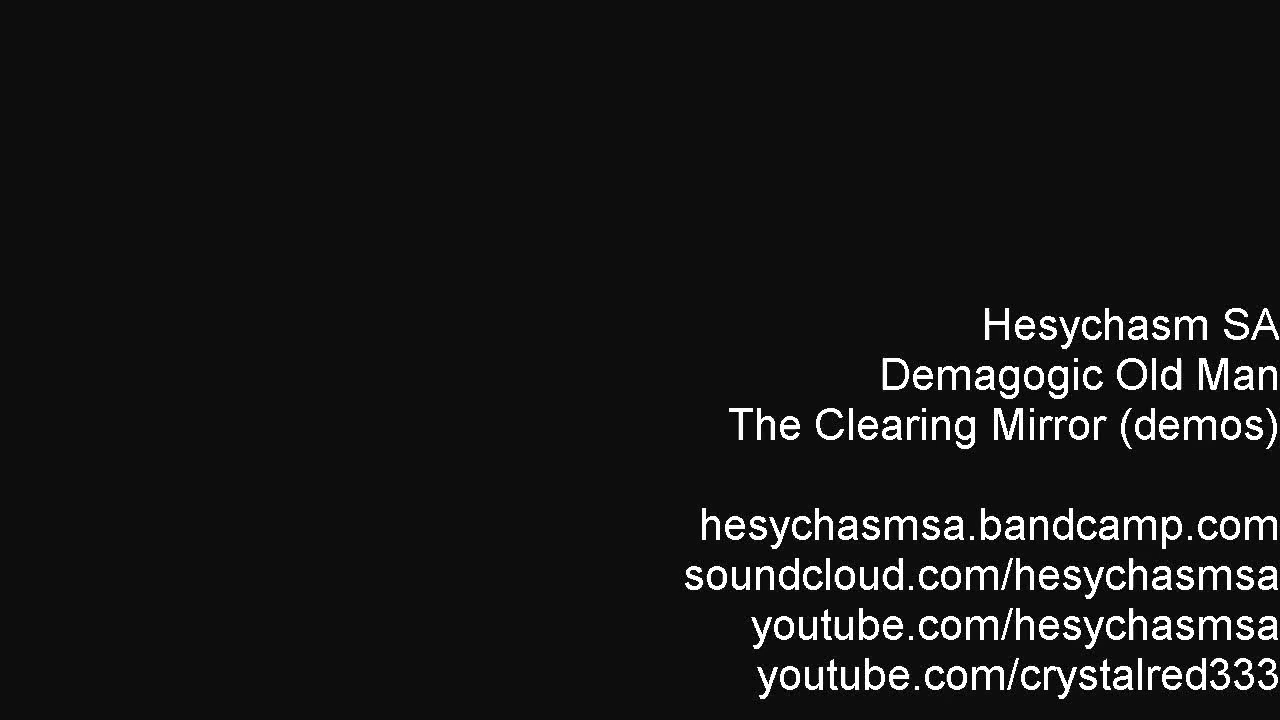 Hesychasm SA
Demagogic Old Man
The Clearing Mirror (demos)
hesychasmsa.bandcamp.com
soundcloud.com/hesychasmsa
youtube.com/hesychasmsa
youtube.com/crystalred333